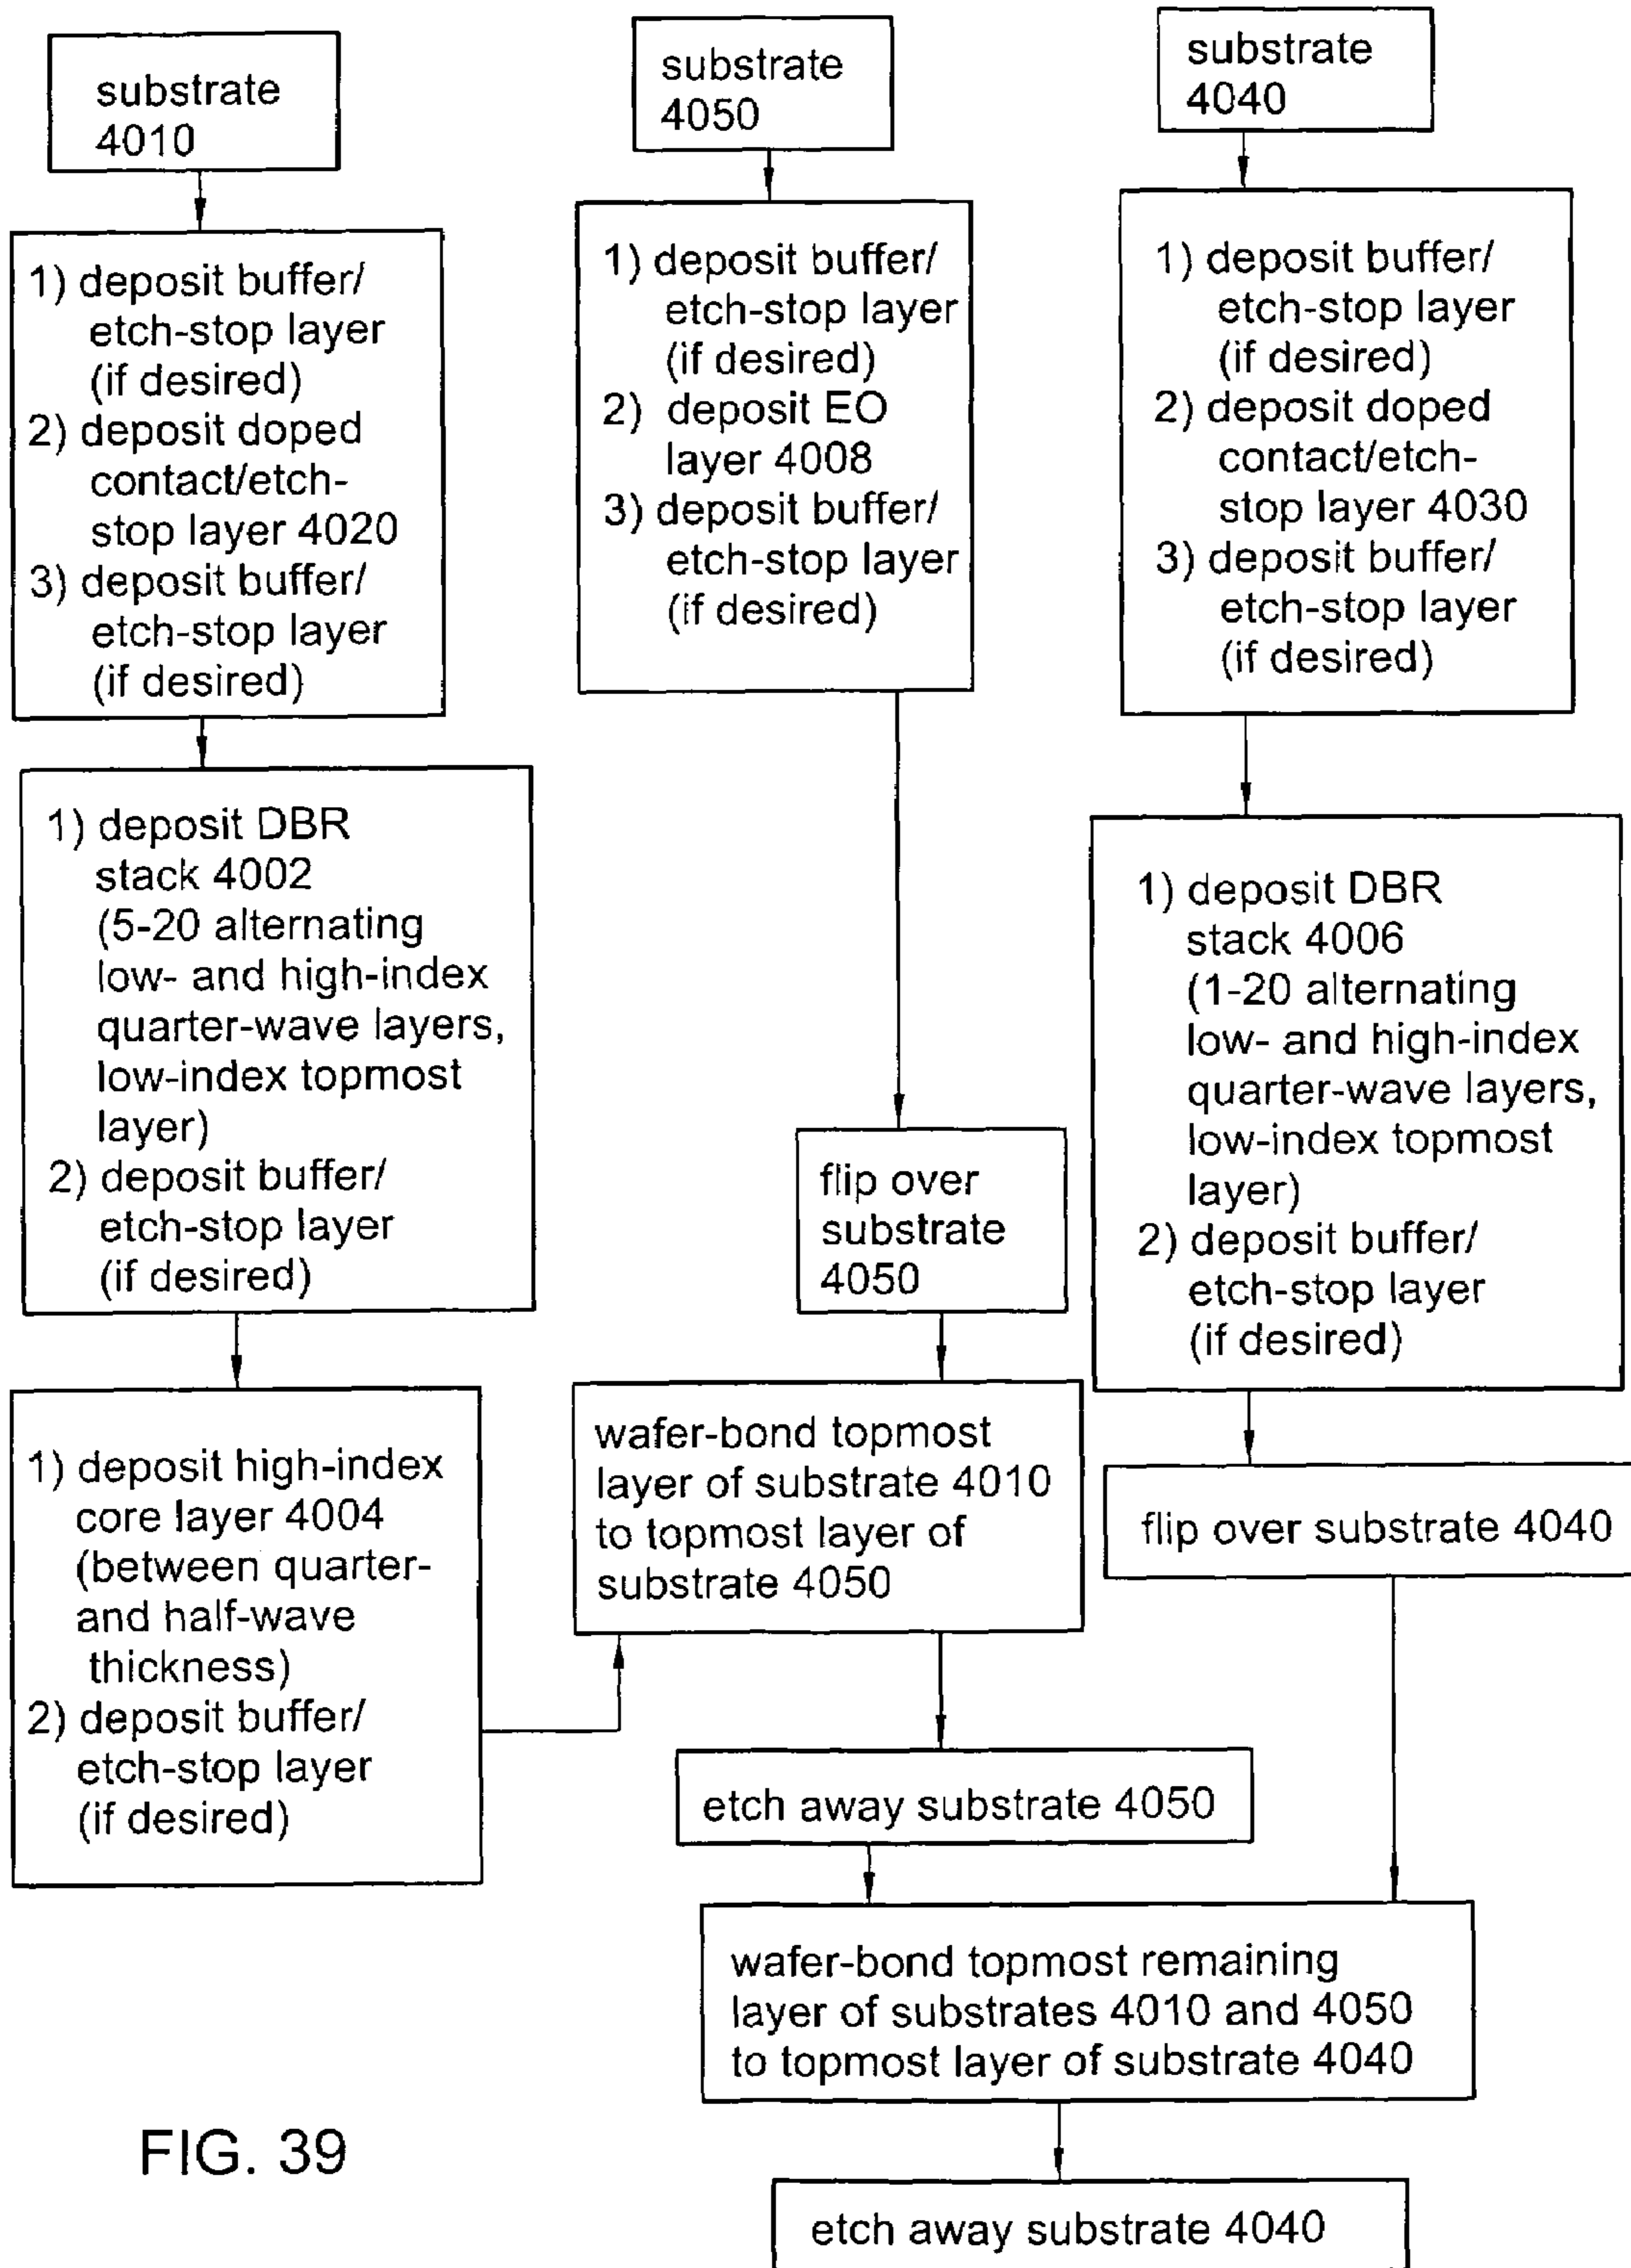 substrate
4010
1) deposit buffer/
etch-stop layer
(if desired)
2) deposit doped
contact/etch-
stop layer 4020
3) deposit buffer/
etch-stop layer
(if desired)
1) deposit DBR
stack 4002
(5-20 alternating
low- and high-index
quarter-wave layers,
low-index topmost
layer)
2) deposit buffer/
etch-stop layer
(if desired)
1) deposit high-index
core layer 4004
(between quarter-
and half-wave
thickness)
2) deposit buffer/
etch-stop layer
(if desired)
substrate
4050
1) deposit buffer/
etch-stop layer
(if desired)
2) deposit EO
layer 4008
3) deposit buffer/
etch-stop layer
(if desired)
flip over
substrate
4050
wafer-bond topmost
layer of substrate 4010
to topmost layer of
substrate 4050
etch away substrate 4050
substrate
4040
1) deposit buffer/
etch-stop layer
(if desired)
2) deposit doped
contact/etch-
stop layer 4030
3) deposit buffer/
etch-stop layer
(if desired)
1) deposit DBR
stack 4006
(1-20 alternating
low- and high-index
quarter-wave layers,
low-index topmost
layer)
2) deposit buffer/
etch-stop layer
(if desired)
flip over substrate 4040
wafer-bond topmost remaining
layer of substrates 4010 and 4050
to topmost layer of substrate 4040
etch away substrate 4040
FIG. 39